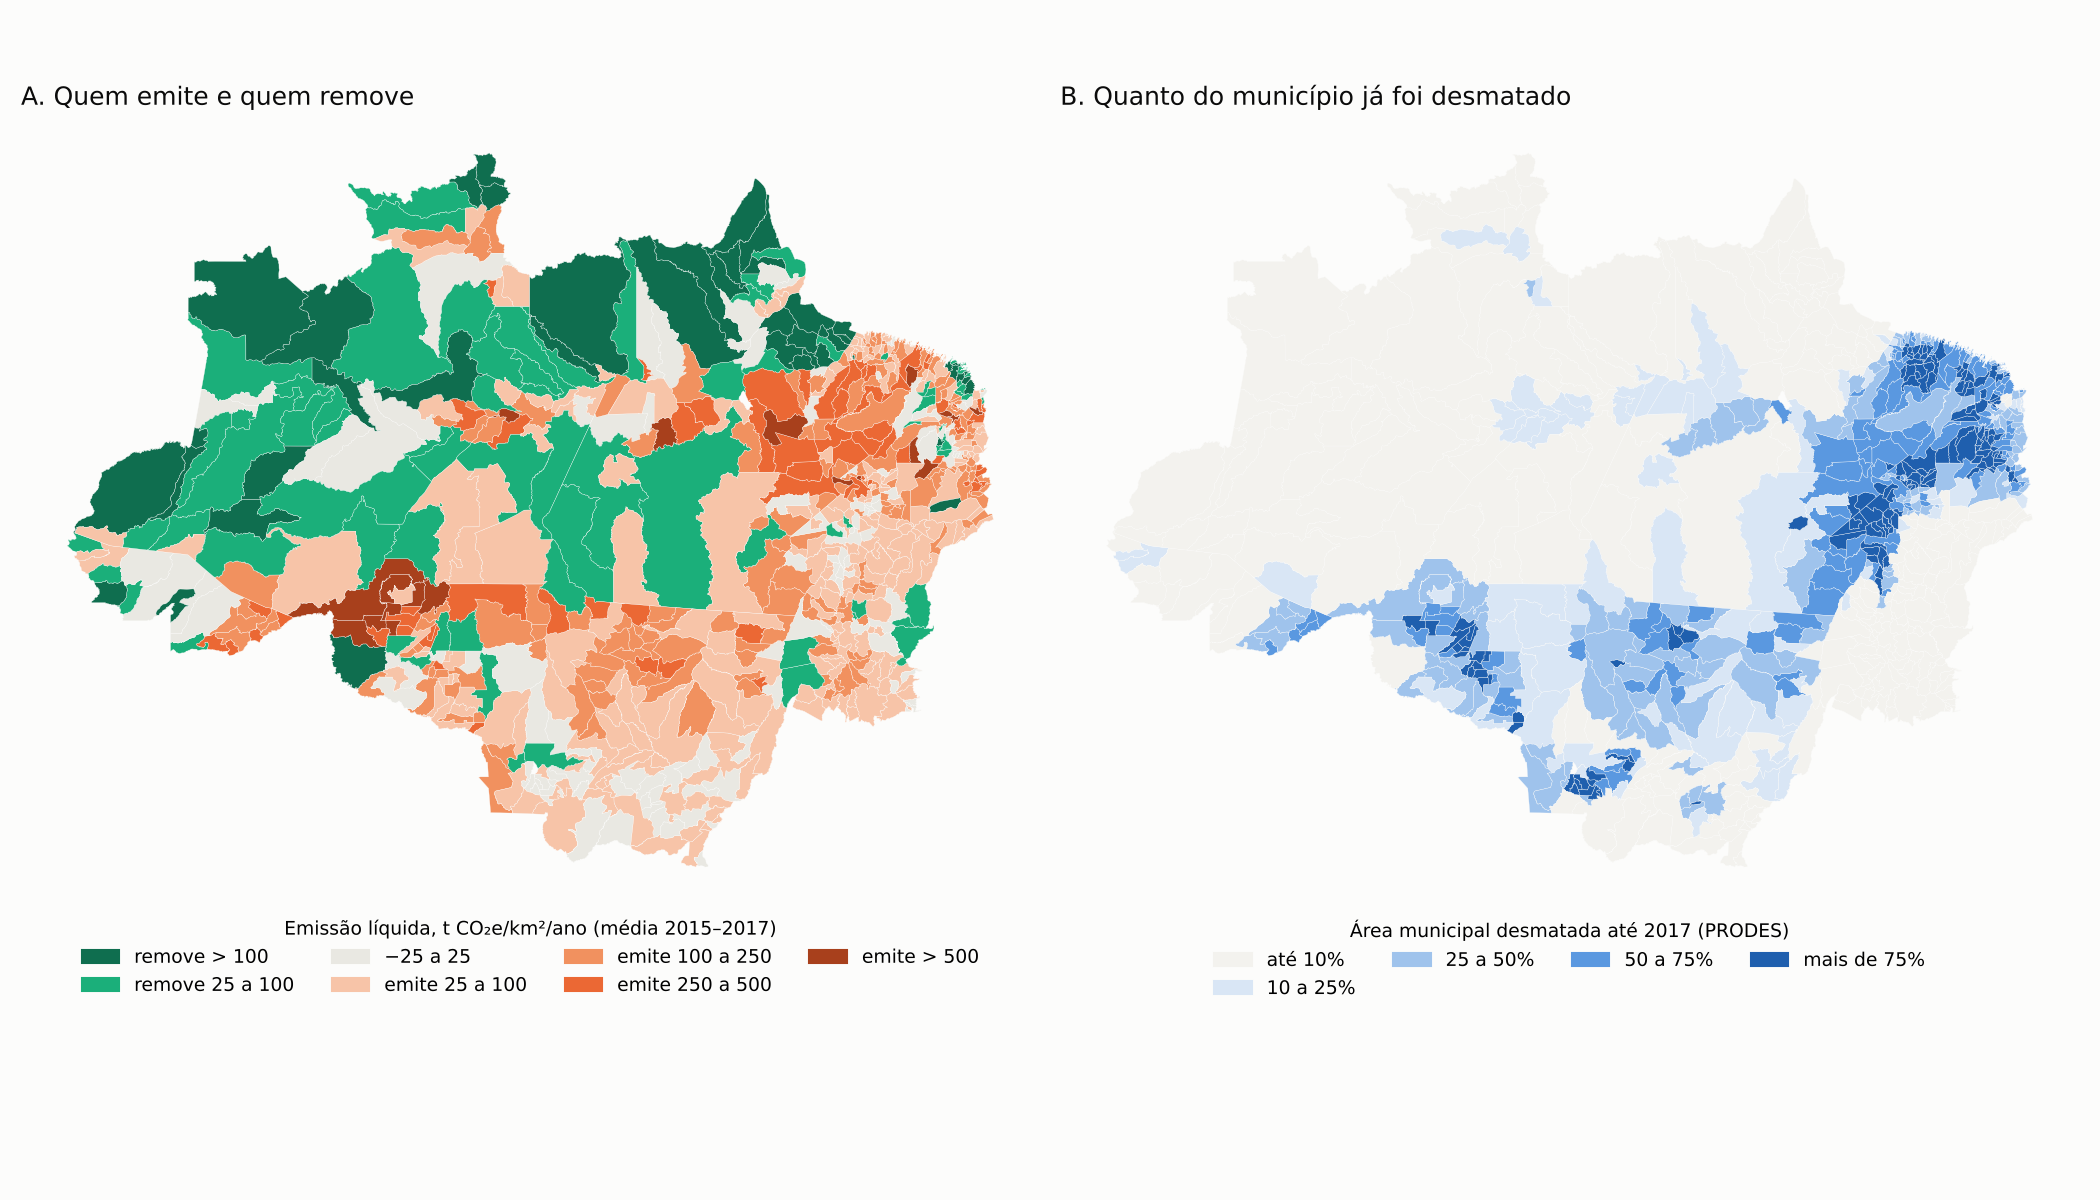 A. Quem emite e quem remove
B. Quanto do município já foi desmatado
Emissão líquida, t CO₂e/km²/ano (média 2015–2017)
remove > 100
−25 a 25
emite 100 a 250
emite > 500
remove 25 a 100
emite 25 a 100
emite 250 a 500
Área municipal desmatada até 2017 (PRODES)
até 10%
25 a 50%
50 a 75%
mais de 75%
10 a 25%